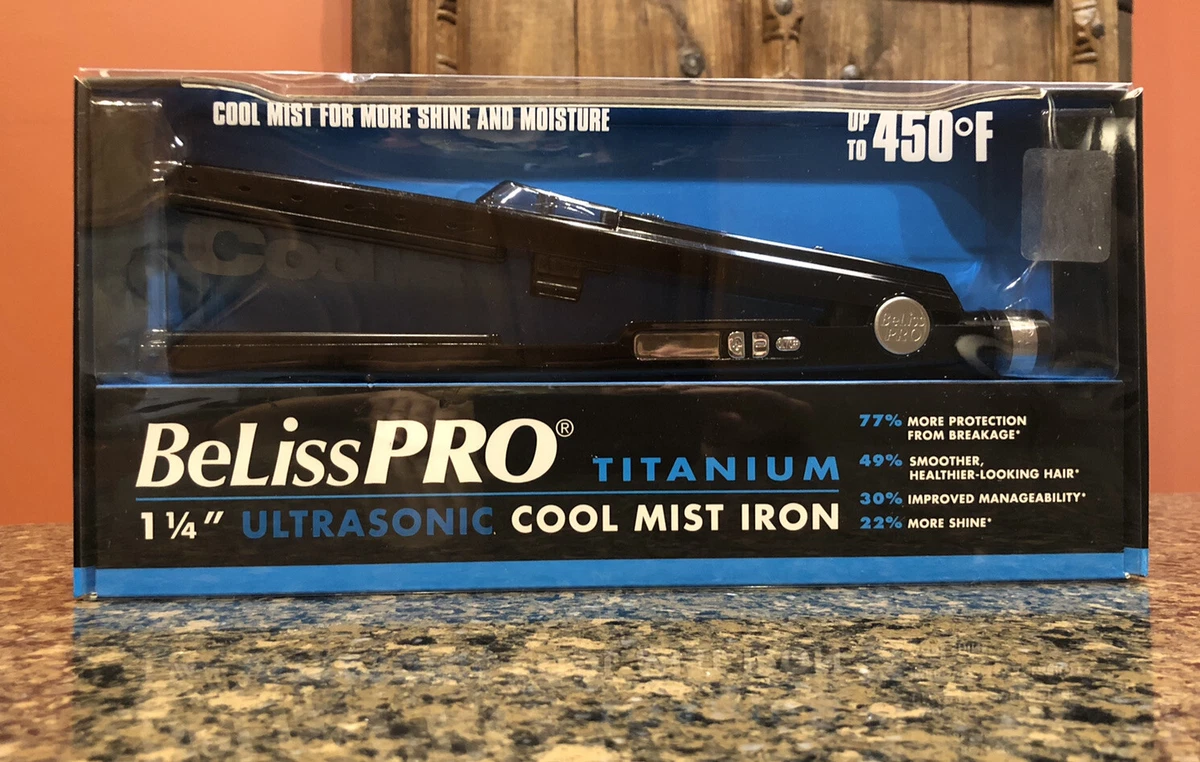 COOL MIST FOR MORE SHINE AND MOISTURE
UP TO 450°F
Cool
BeLiss
PRO
BeLissPRO® TITANIUM
1 ¼" ULTRASONIC COOL MIST IRON
77% MORE PROTECTION
FROM BREAKAGE*
49% SMOOTHER,
HEALTHIER-LOOKING HAIR*
30% IMPROVED MANAGEABILITY*
22% MORE SHINE*